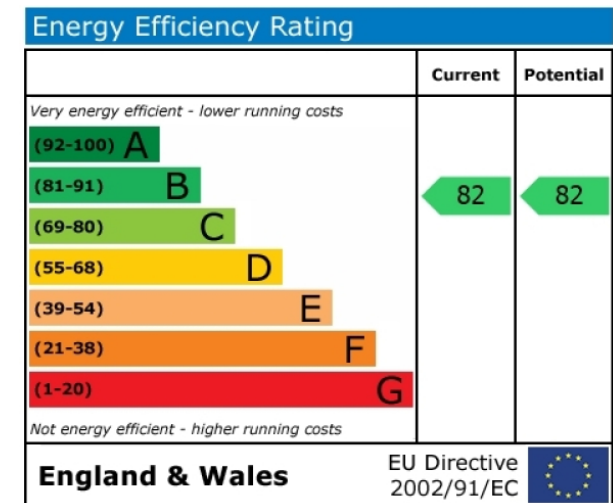 Energy Efficiency Rating
Current Potential
Very energy efficient - lower running costs
(92-100) A
(81-91) B 82 82
(69-80) C
(55-68) D
(39-54) E
(21-38) F
(1-20) G
Not energy efficient - higher running costs
England & Wales
EU Directive
2002/91/EC